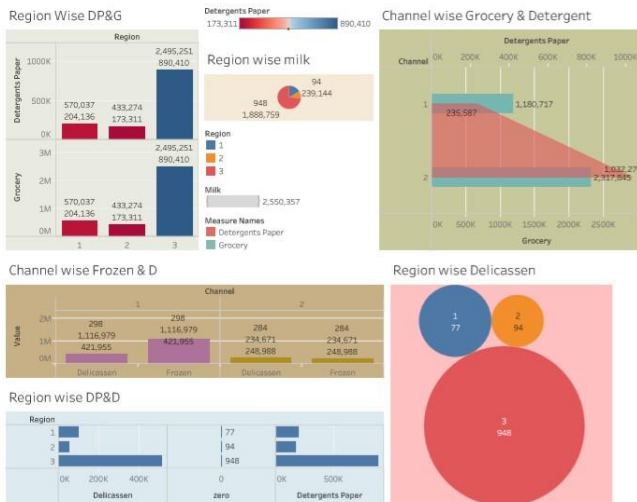 Region Wise DP&G
Region
Detergents Paper
1000K
500K
0K
570,037
204,136
433,274
173,311
2,495,251
890,410
Grocery
3M
2M
1M
0M
570,037
204,136
433,274
173,311
2,495,251
890,410
1 2 3
Detergents Paper
173,311 890,410
Region wise milk
94
239,144
948
1,888,759
Region
1
2
3
Milk
2,550,357
Measure Names
Detergents Paper
Grocery
Channel wise Grocery & Detergent
Detergents Paper
Channel
0K 200K 400K 600K 800K 1000K
1
1,180,717
235,587
2
2,317,845
0K 500K 1000K 1500K 2000K 2500K
Grocery
Channel wise Frozen & D
Channel
1 2
Value
2M
1M
0M
298
1,116,979
421,955
298
1,116,979
421,955
284
234,671
248,988
284
234,671
248,988
Delicassen Frozen Delicassen Frozen
Region wise DP&D
Region
1 77
2 94
3 948
0K 200K 400K 0 0K 500K
Delicassen zero Detergents Paper
Region wise Delicassen
1
77
2
94
3
948